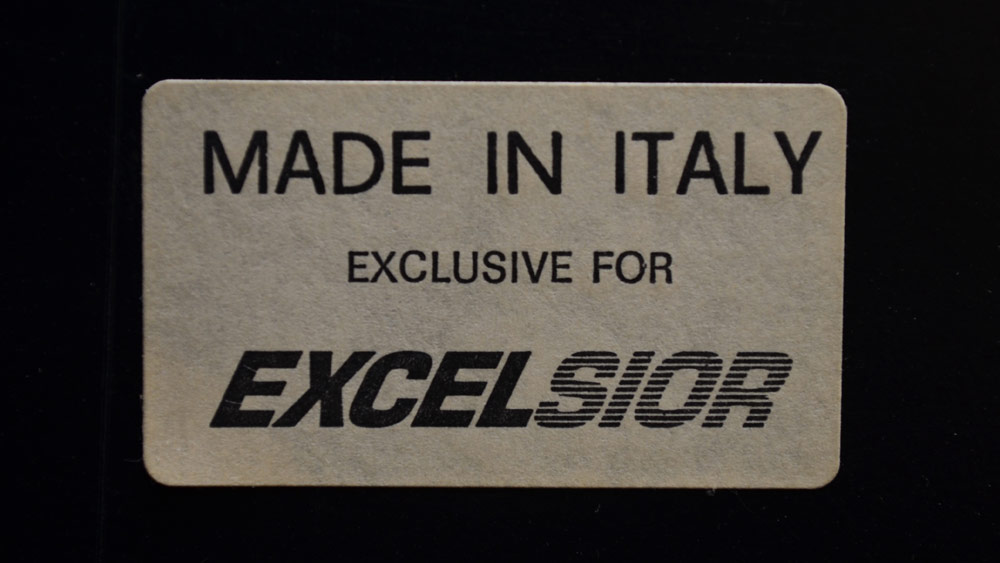 MADE IN ITALY
EXCLUSIVE FOR
EXCELSIOR